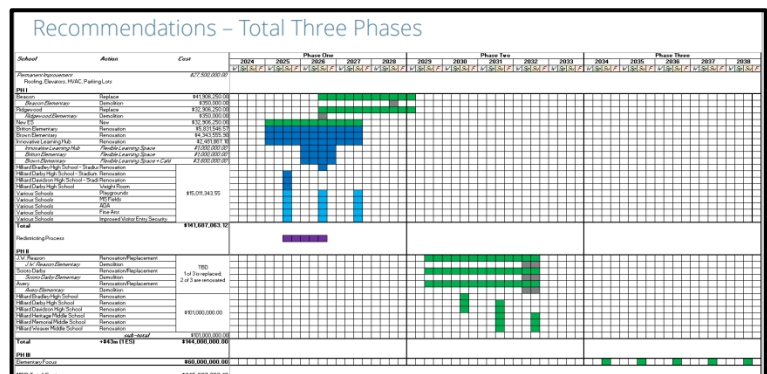 Recommendations – Total Three Phases
Phase One Phase Two Phase Three
School Action Cost 2024 2025 2026 2027 2028 2029 2030 2031 2032 2033 2034 2035 2036 2037 2038
Permanent Improvement $27,500,000.00
Roofing, Elevators, HVAC, Parking Lots
PH I
Beacon Replace $41,906,250.00
Beacon Elementary Demolition $350,000.00
Ridgewood Replace $32,906,250.00
Ridgewood Elementary Demolition $350,000.00
New ES New $32,906,250.00
Britton Elementary Renovation $5,831,546.57
Brown Elementary Renovation $4,343,555.90
Innovative Learning Hub Renovation $2,481,867.10
Innovative Learning Hub Flexible Learning Space $1,000,000.00
Britton Elementary Flexible Learning Space $1,000,000.00
Brown Elementary Flexible Learning Space + Café $3,600,000.00
Hilliard Bradley High School - Stadiu Renovation
Hilliard Darby High School - Stadium Renovation
Hilliard Davidson High School - Stadi Renovation
Hilliard Darby High School Weight Room
Various Schools Playgrounds $15,011,343.55
Various Schools MS Fields
Various Schools ADA
Various Schools Fine Arts
Various Schools Improved Visitor Entry Security
Total $141,687,063.12
Redistricting Process
PH II
J.W. Reason Renovation/Replacement
J.W. Reason Elementary Demolition TBD
Scioto Darby Renovation/Replacement 1 of 3 is replaced;
Scioto Darby Elementary Demolition 2 of 3 are renovated
Avery Renovation/Replacement
Avery Elementary Demolition
Hilliard Bradley High School Renovation
Hilliard Darby High School Renovation
Hilliard Davidson High School Renovation $101,000,000.00
Hilliard Heritage Middle School Renovation
Hilliard Memorial Middle School Renovation
Hilliard Weaver Middle School Renovation
sub-total $101,000,000.00
Total +$43m (1 ES) $144,000,000.00
PH III
Elementary Focus $60,000,000.00